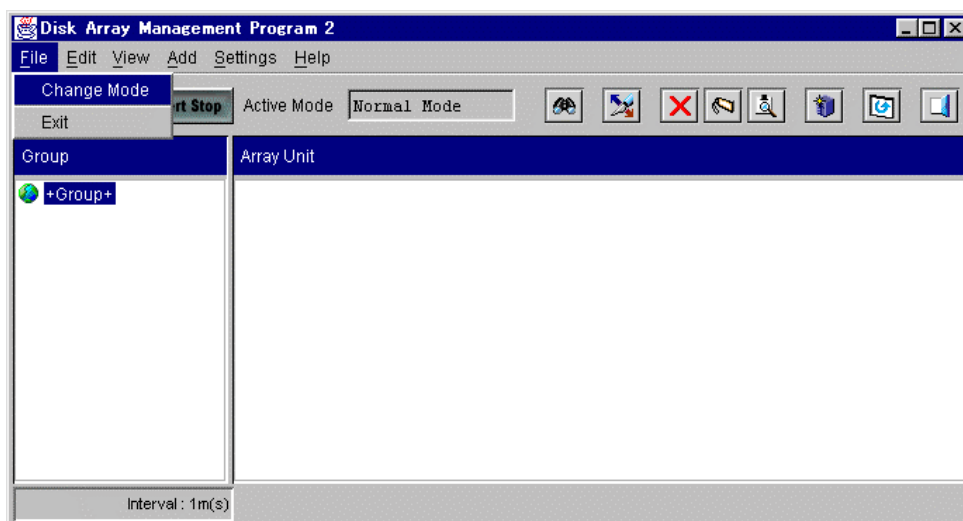 Disk Array Management Program 2
File Edit View Add Settings Help
Change Mode
Exit
rt Stop Active Mode Normal Mode
Group Array Unit
+Group+
Interval : 1m(s)